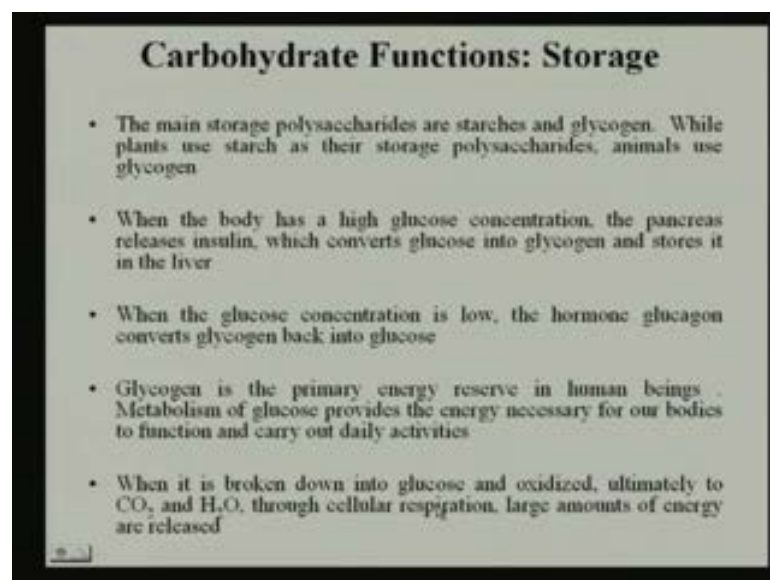 Carbohydrate Functions: Storage
• The main storage polysaccharides are starches and glycogen. While
plants use starch as their storage polysaccharides, animals use
glycogen
• When the body has a high glucose concentration, the pancreas
releases insulin, which converts glucose into glycogen and stores it
in the liver
• When the glucose concentration is low, the hormone glucagon
converts glycogen back into glucose
• Glycogen is the primary energy reserve in human beings .
Metabolism of glucose provides the energy necessary for our bodies
to function and carry out daily activities
• When it is broken down into glucose and oxidized, ultimately to
CO₂ and H₂O, through cellular respiration, large amounts of energy
are released